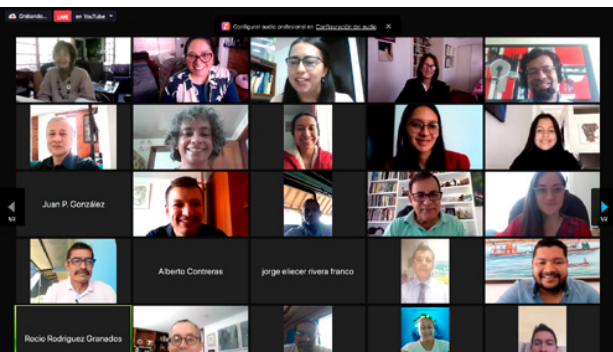 Grabando...
LIVE en YouTube
Configurar audio profesional en Configuración de audio
Juan P. González
1/2
1/2
Alberto Contreras
jorge eliecer rivera franco
Rocio Rodriguez Granados